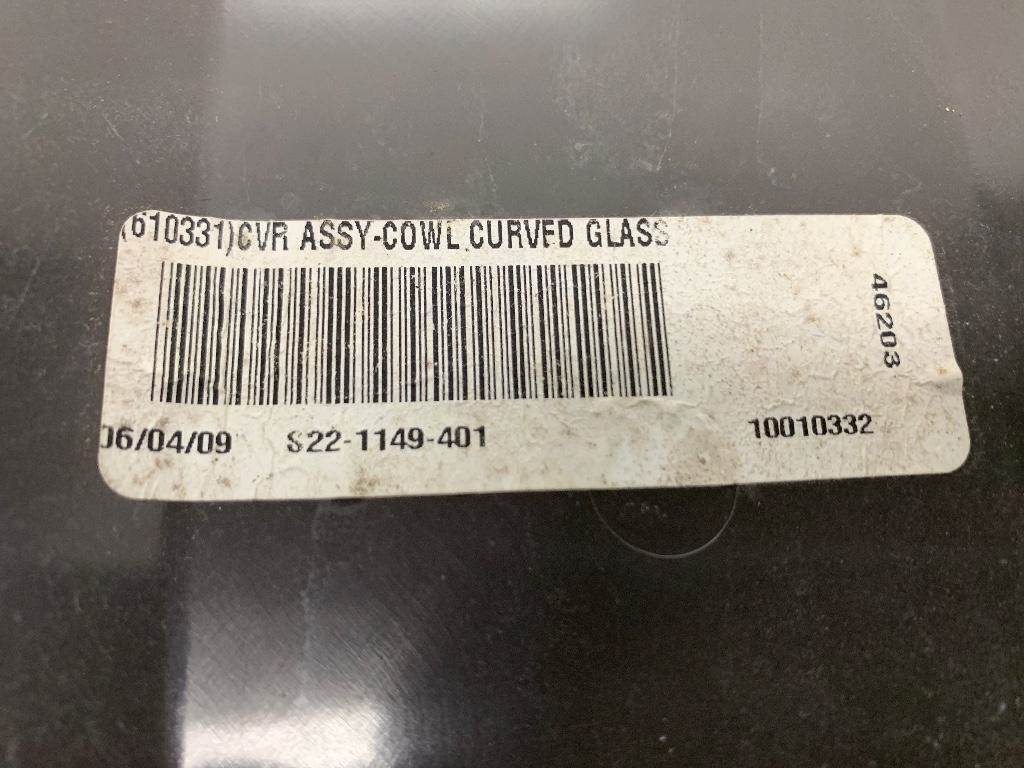 (610331)CVR ASSY-COWL,CURVED GLASS
46203
06/04/09 S22-1149-401 10010332